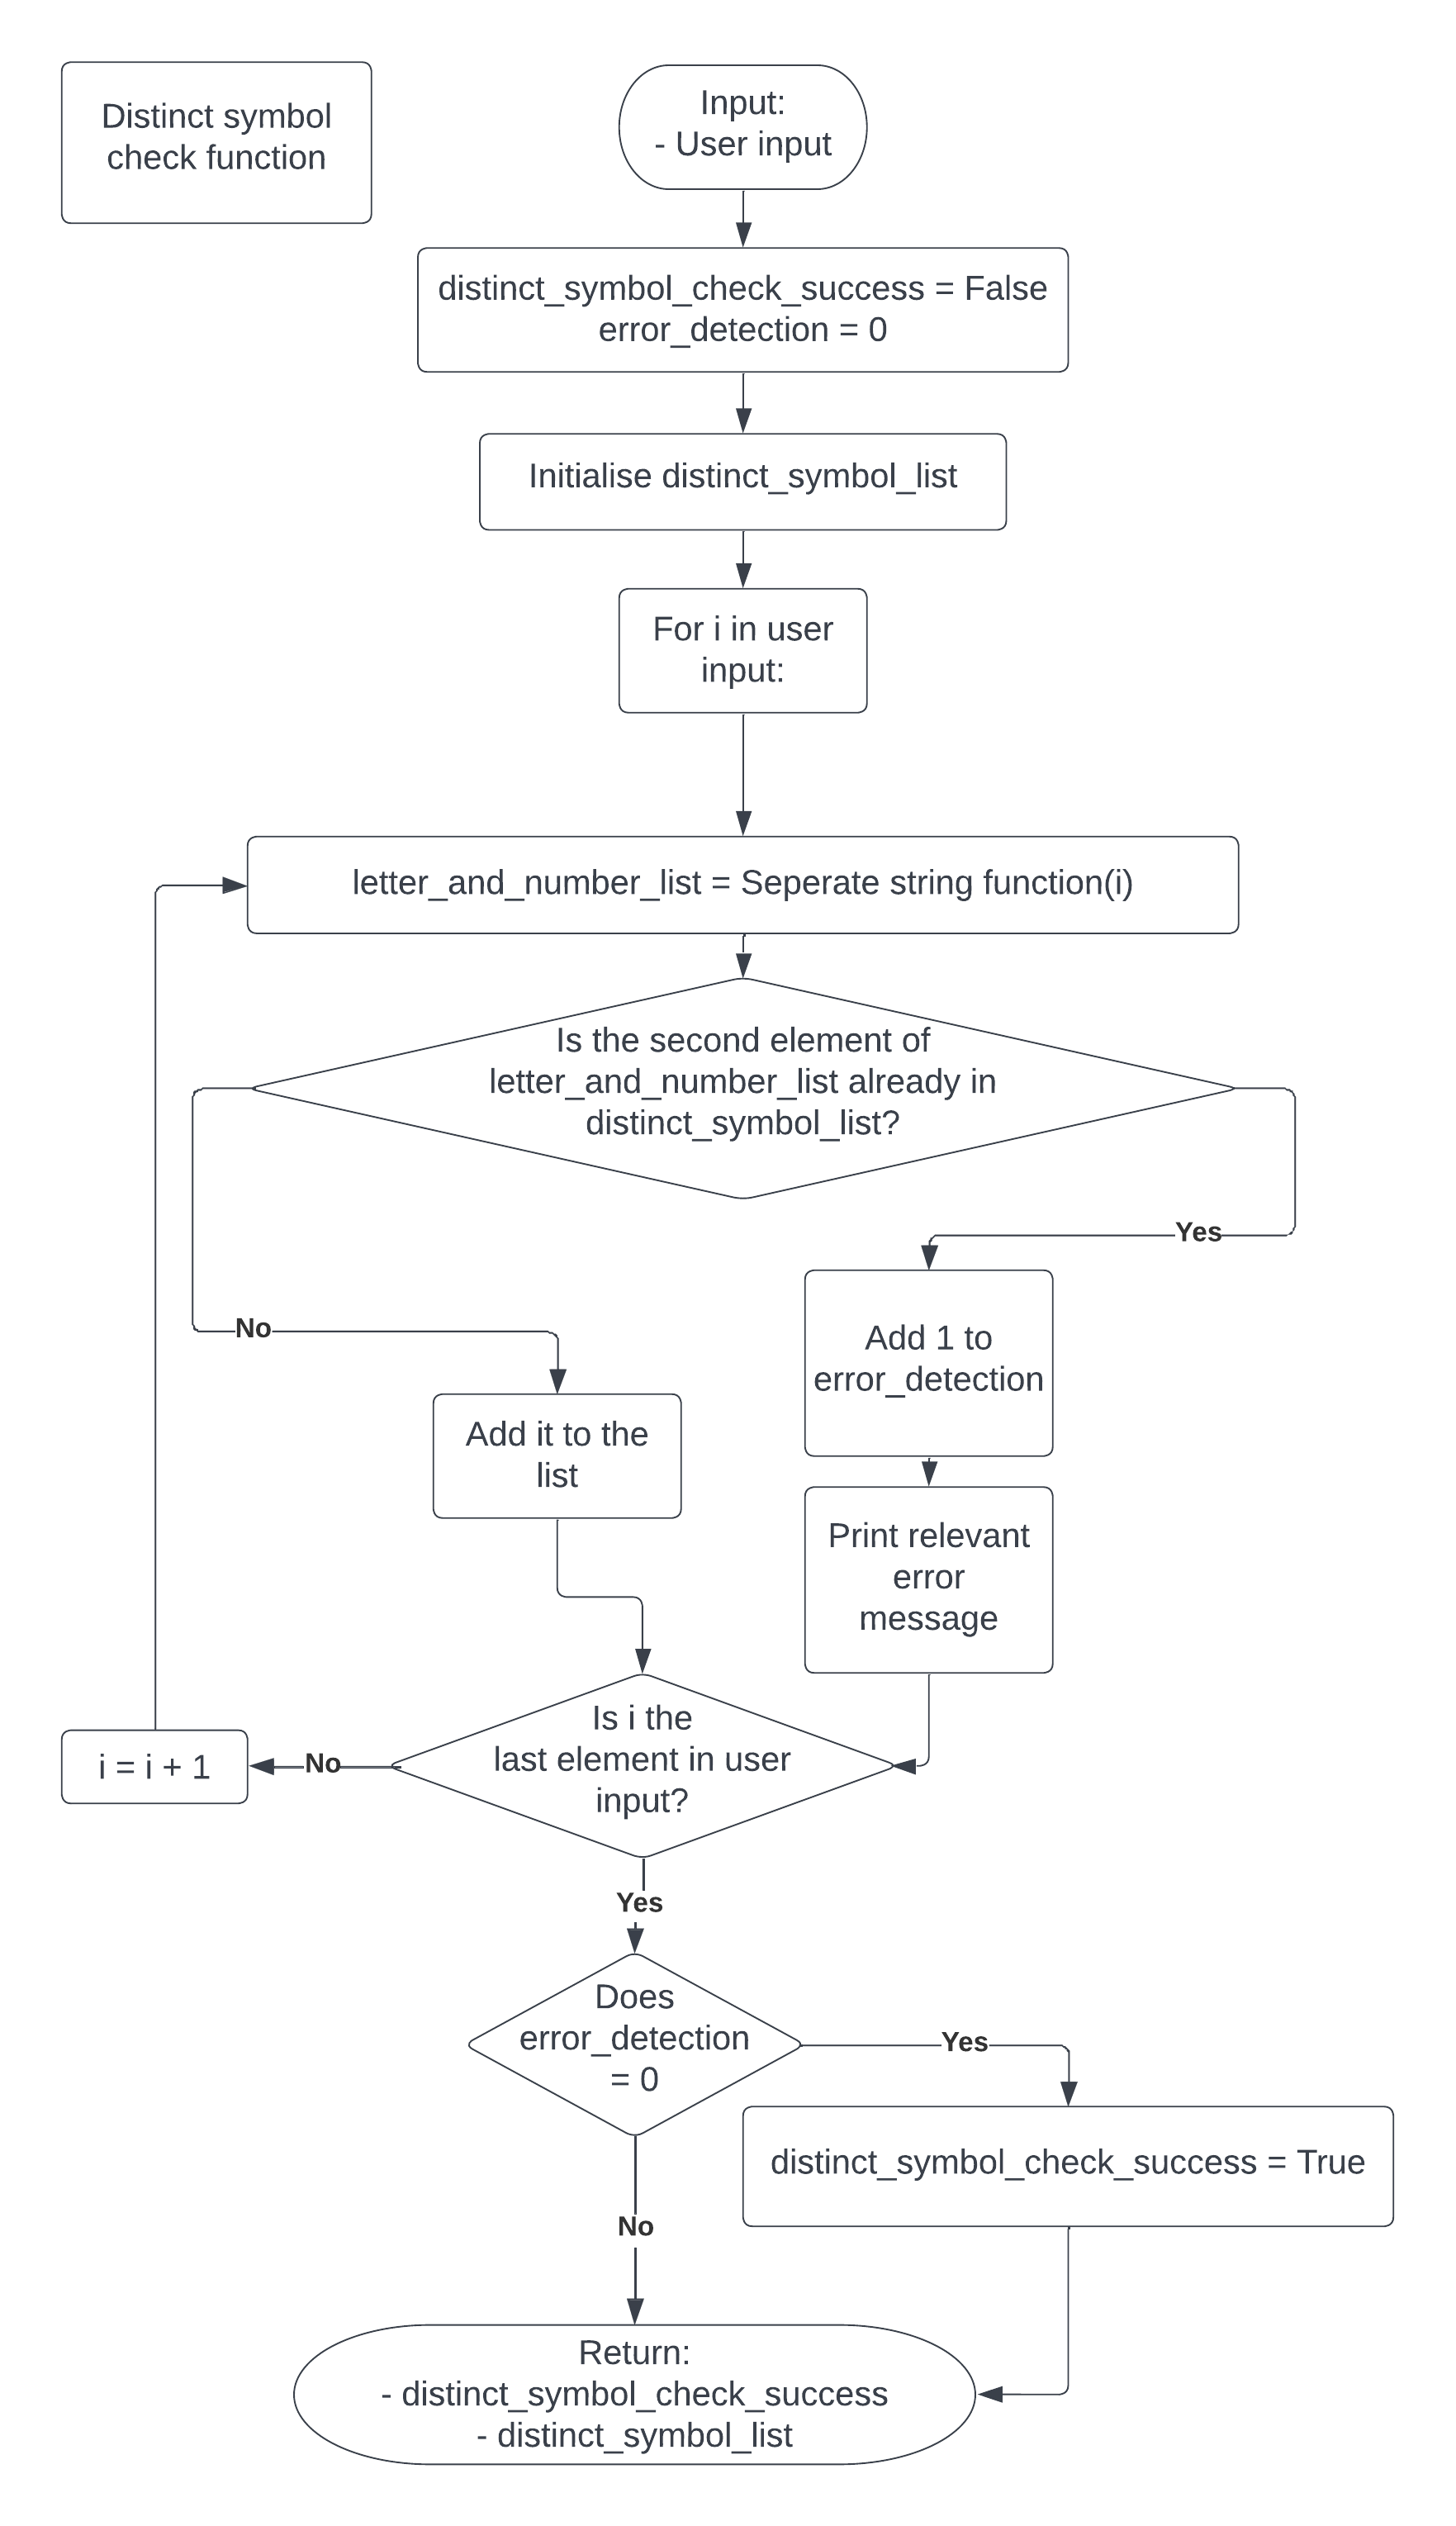 Distinct symbol
check function
Input:
- User input
distinct_symbol_check_success = False
error_detection = 0
Initialise distinct_symbol_list
For i in user
input:
letter_and_number_list = Seperate string function(i)
Is the second element of
letter_and_number_list already in
distinct_symbol_list?
Yes
No
Add 1 to
error_detection
Add it to the
list
Print relevant
error
message
Is i the
last element in user
input?
No
i = i + 1
Yes
Does
error_detection
= 0
Yes
distinct_symbol_check_success = True
No
Return:
- distinct_symbol_check_success
- distinct_symbol_list